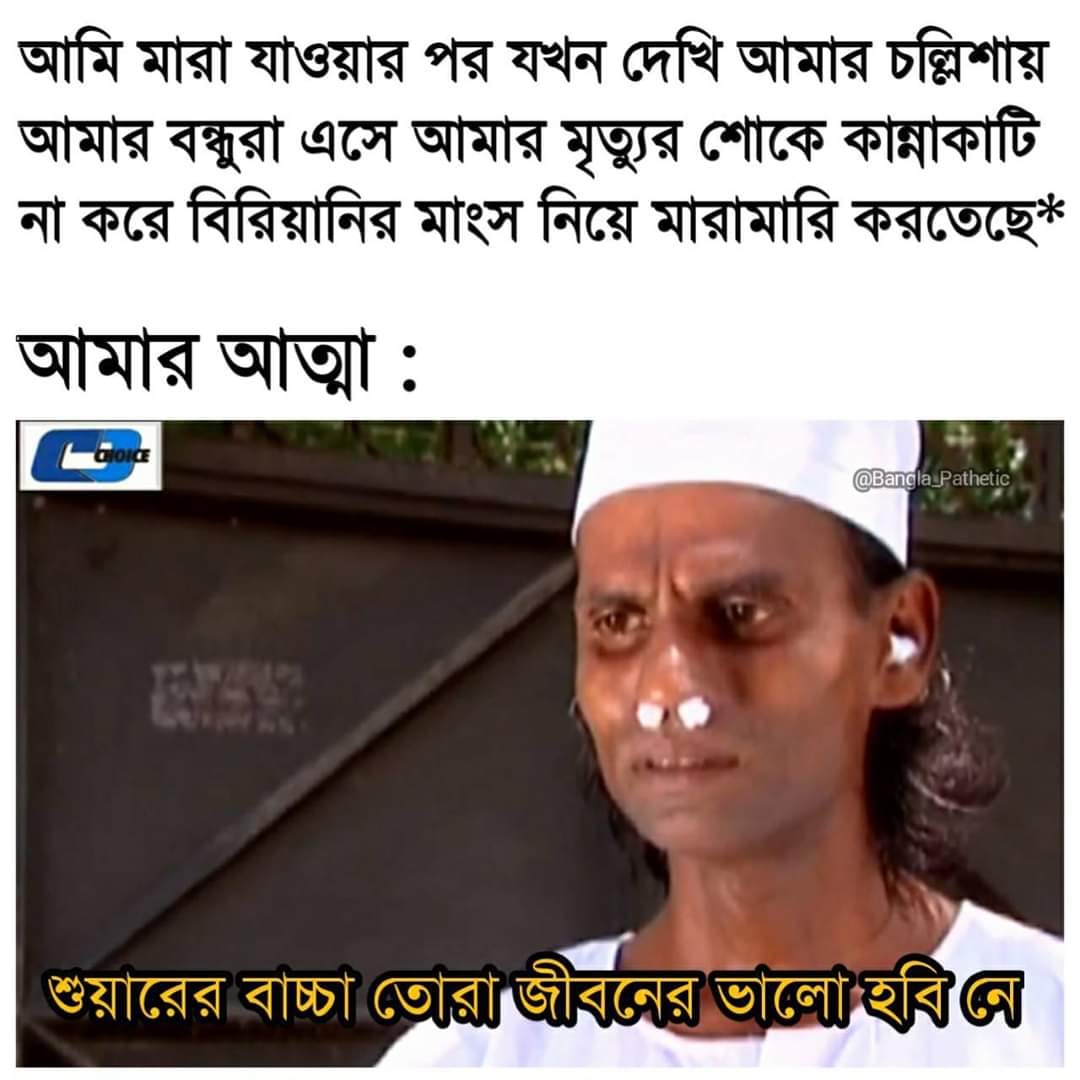 আমি মারা যাওয়ার পর যখন দেখি আমার চল্লিশায়
আমার বন্ধুরা এসে আমার মৃত্যুর শোকে কান্নাকাটি
না করে বিরিয়ানির মাংস নিয়ে মারামারি করতেছে*
আমার আত্মা :
CHOICE
@Bangla_Pathetic
শুয়ারের বাচ্চা তোরা জীবনের ভালো হবি নে